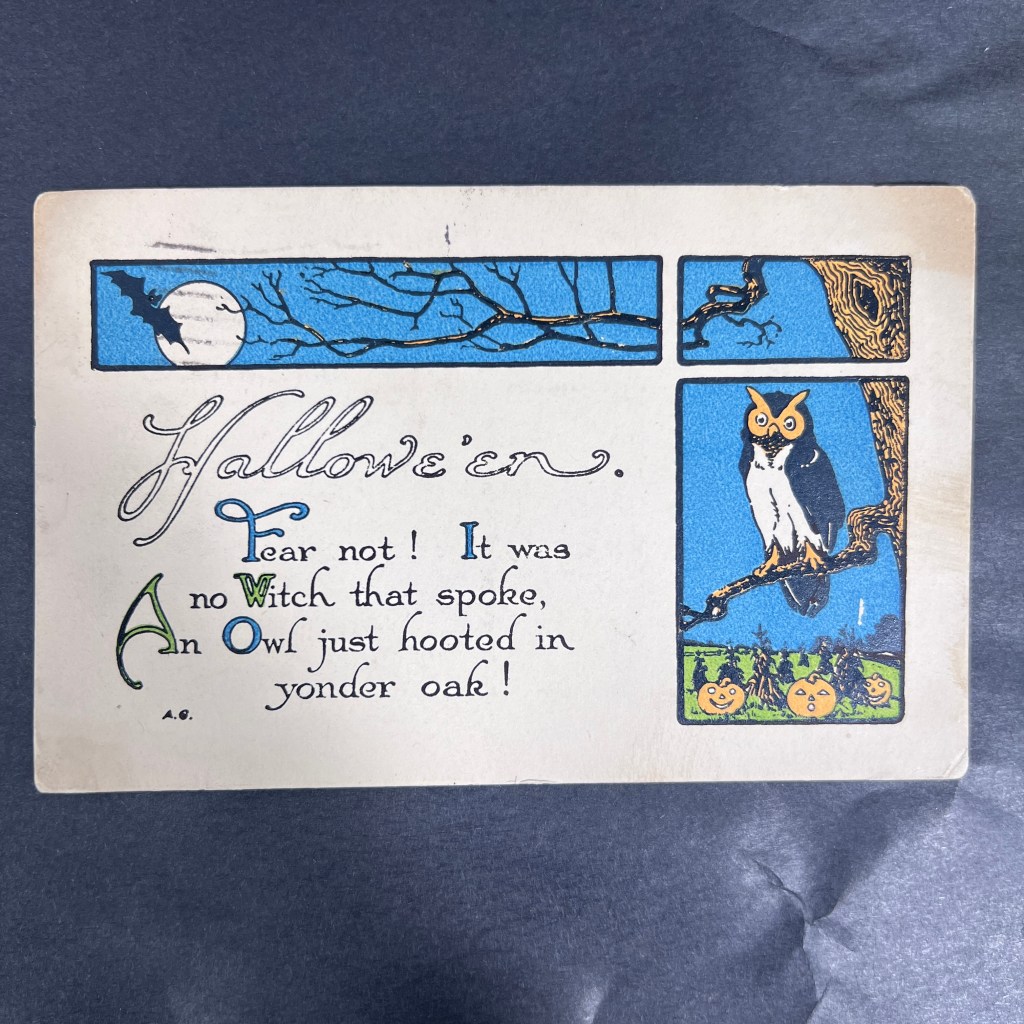 Hallowe'en.
Fear not! It was
no Witch that spoke,
An Owl just hooted in
yonder oak!
A.G.